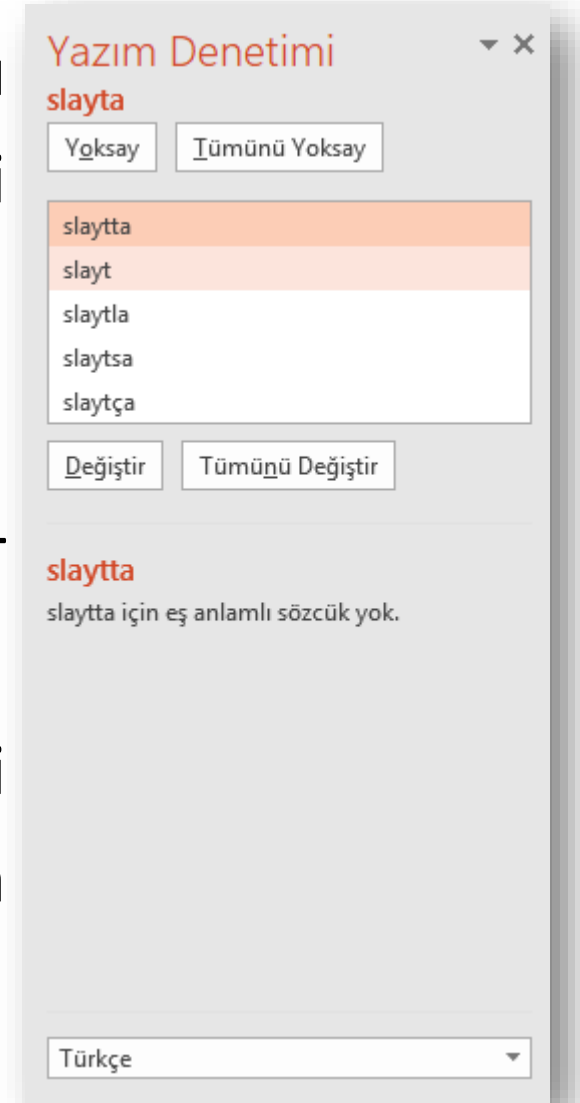 Yazım Denetimi
slayta
Yoksay Tümünü Yoksay
slaytta
slayt
slaytla
slaytsa
slaytça
Değiştir Tümünü Değiştir
slaytta
slaytta için eş anlamlı sözcük yok.
Türkçe